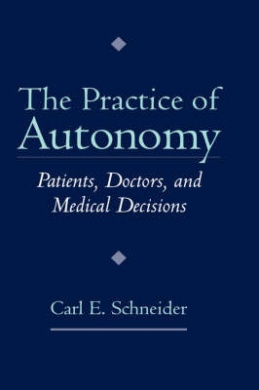 The Practice of
Autonomy
Patients, Doctors, and
Medical Decisions
Carl E. Schneider